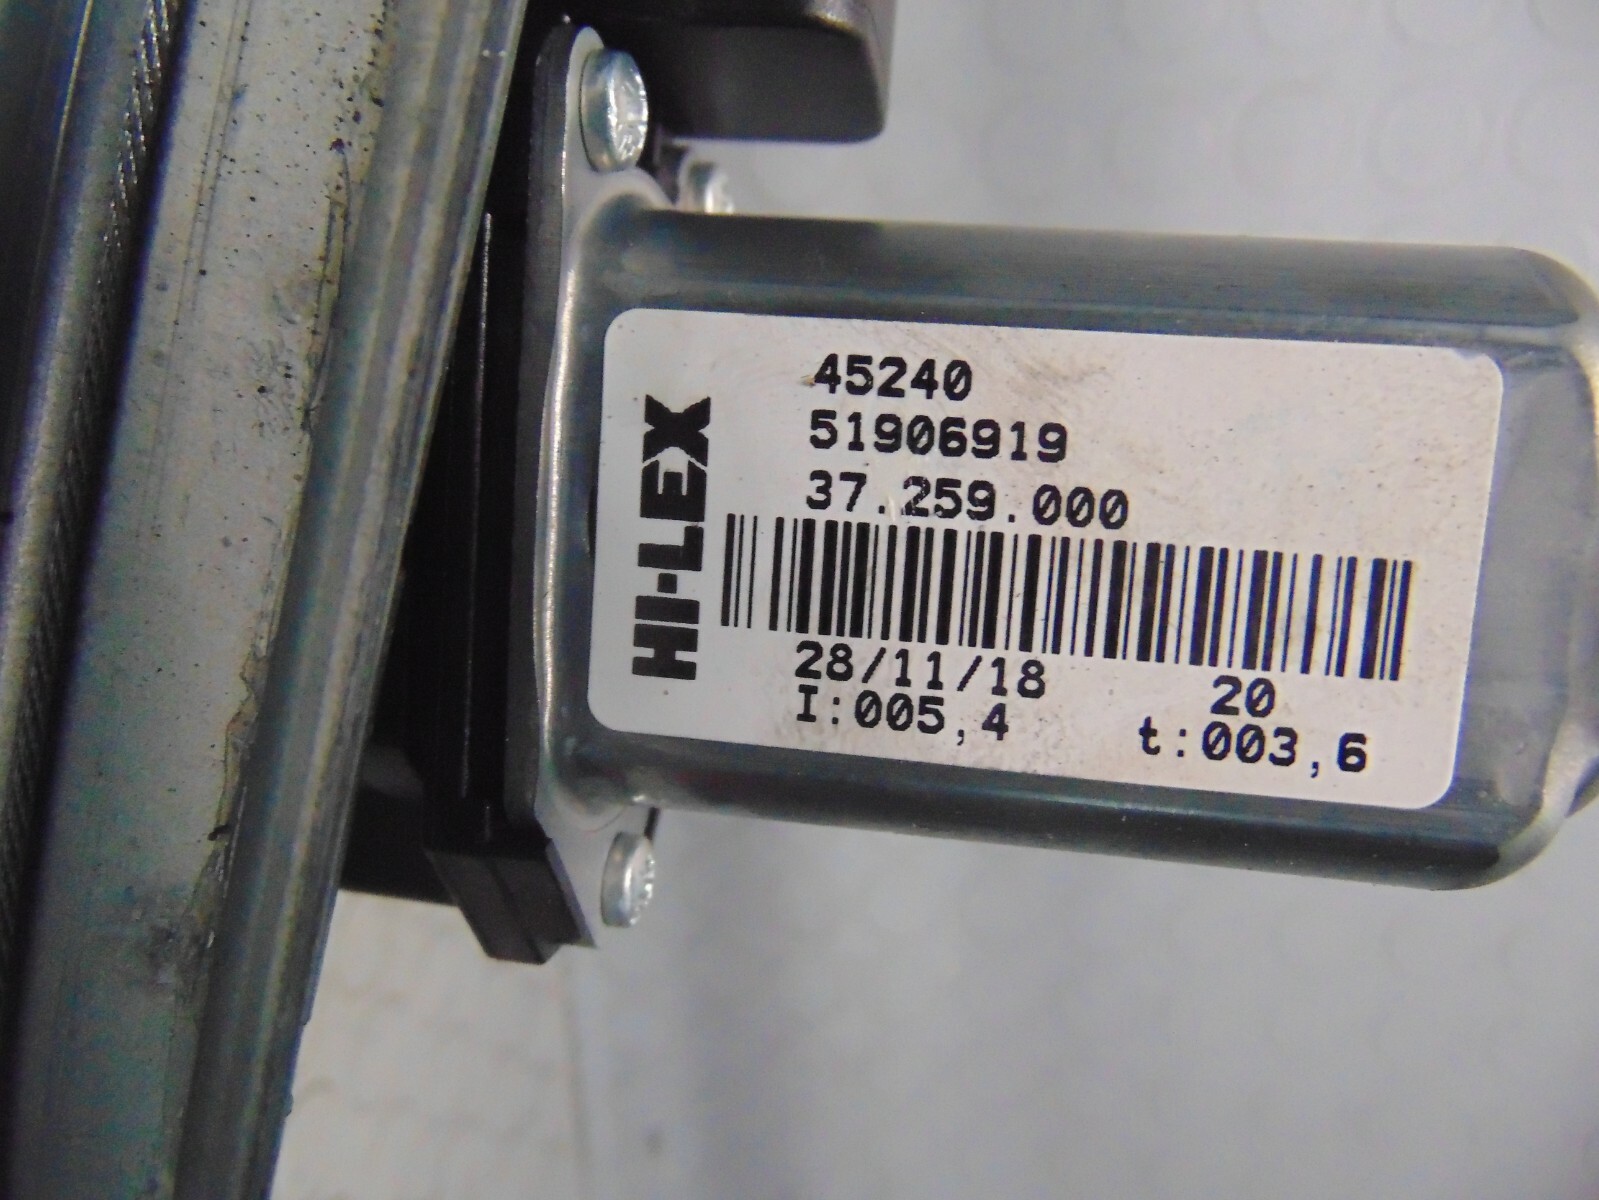 HI-LEX
45240
51906919
37.259.000
28/11/18 20
I:005,4 t:003,6